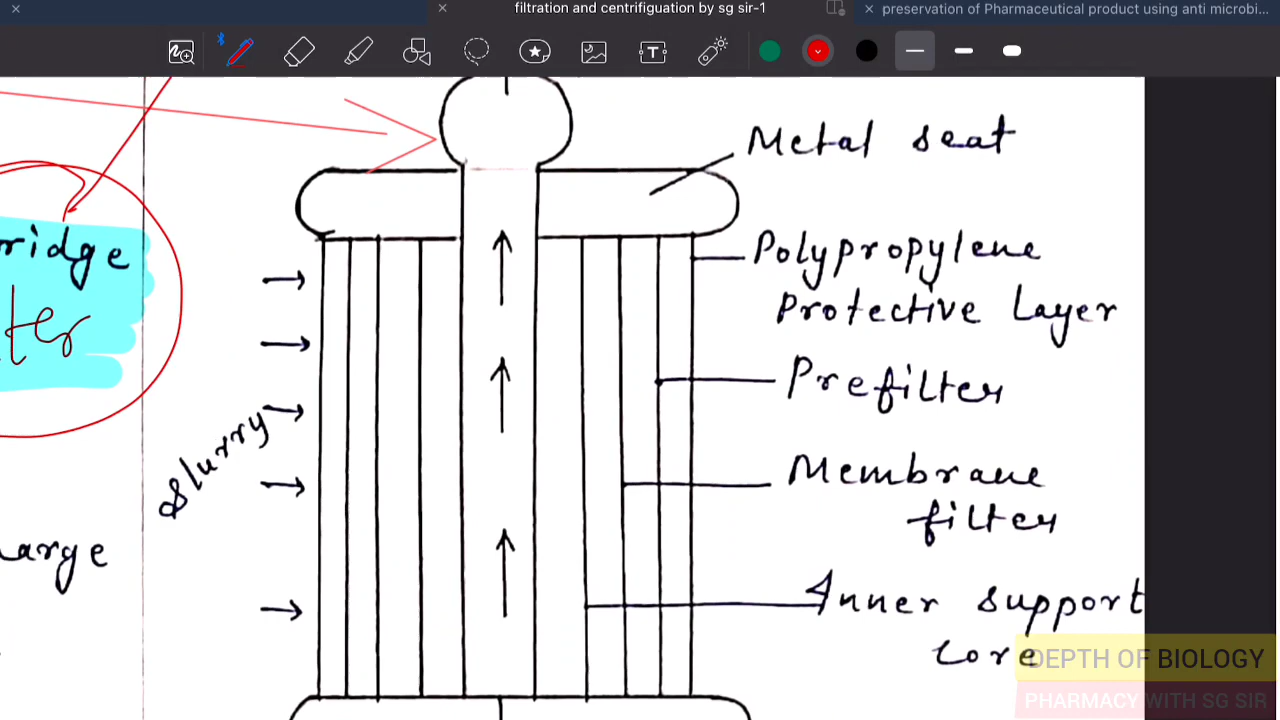 filtration and centrifiguation by sg sir-1
preservation of Pharmaceutical product using anti microbi...
Metal seat
Polypropylene
Protective Layer
ridge
ter
Prefilter
Slurry
Membrane
filter
arge
Inner support
core
DEPTH OF BIOLOGY
PHARMACY WITH SG SIR